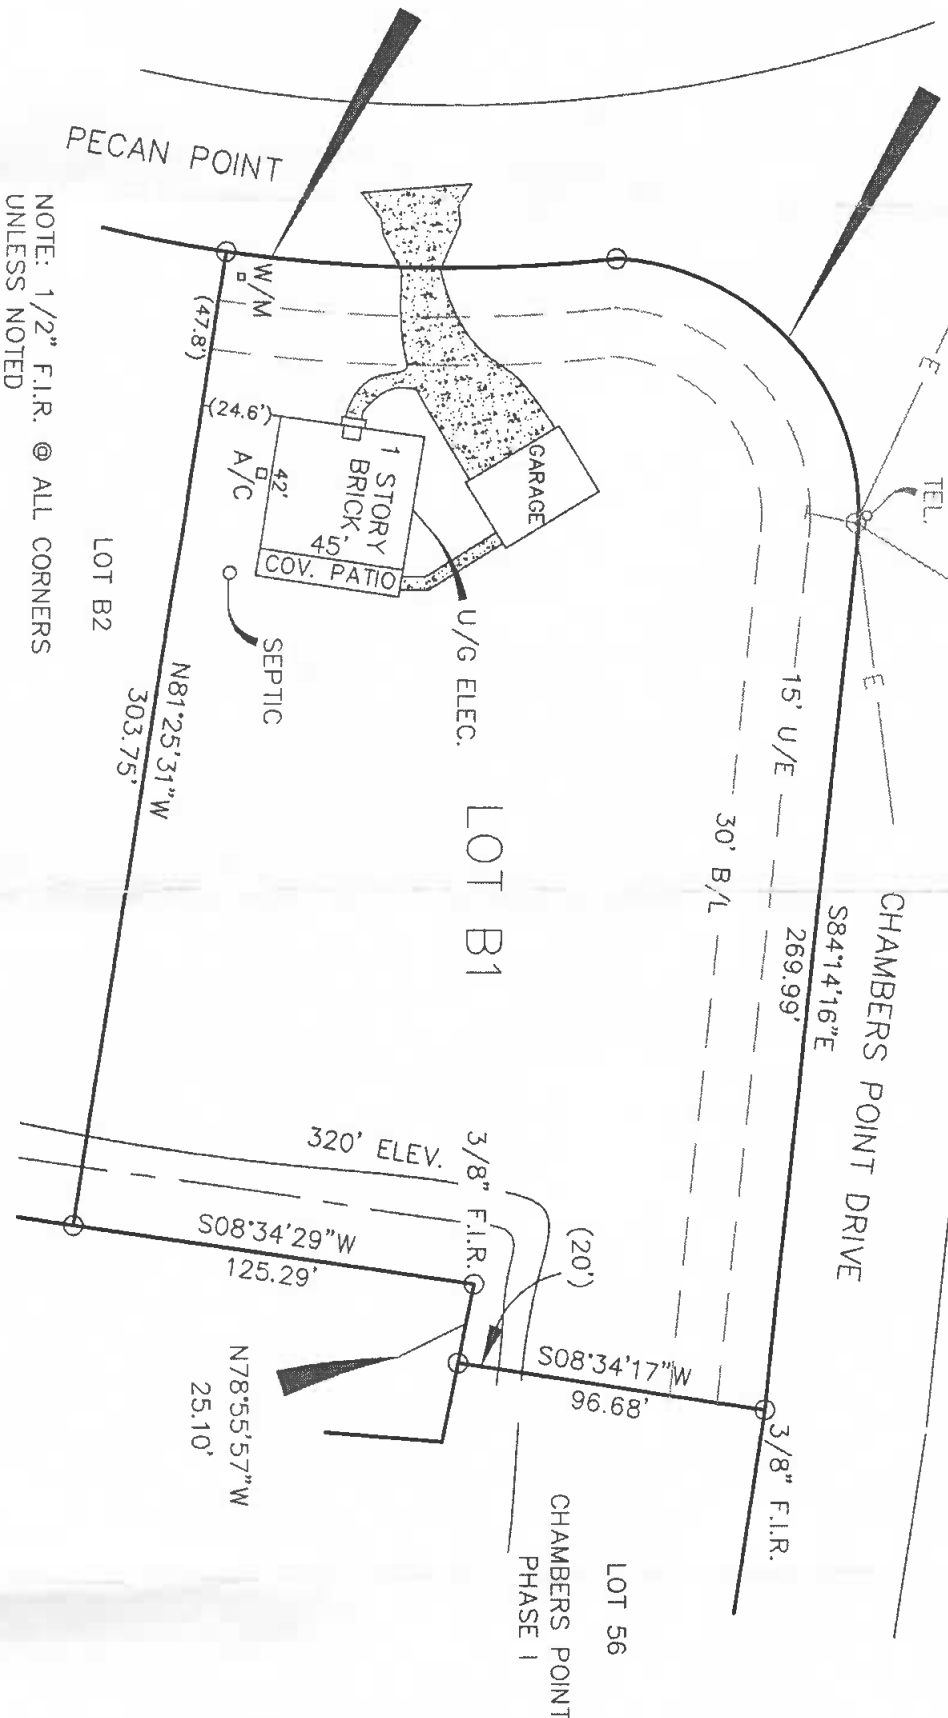 PECAN POINT
NOTE: 1/2" F.I.R. @ ALL CORNERS
UNLESS NOTED
W/M
(47.8')
(24.6')
A/C
42'
1 STORY
BRICK
45'
COV. PATIO
GARAGE
SEPTIC
U/G ELEC.
LOT B2
N81°25'31"W
303.75'
LOT B1
TEL.
E
E
15' U/E
30' B/L
CHAMBERS POINT DRIVE
S84°14'16"E
269.99'
320' ELEV.
3/8" F.I.R.
(20')
S08°34'29"W
125.29'
S08°34'17"W
96.68'
N78°55'57"W
25.10'
3/8" F.I.R.
LOT 56
CHAMBERS POINT
PHASE I